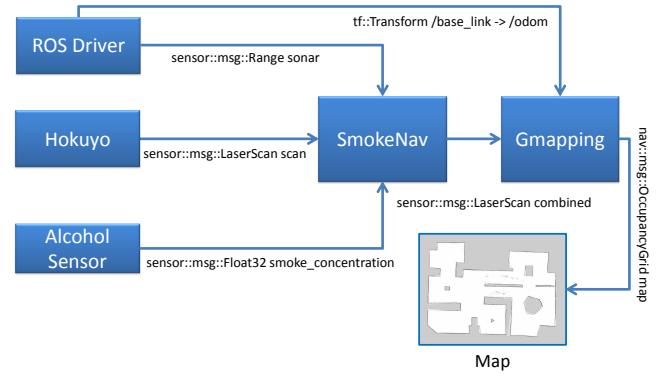 tf::Transform /base_link -> /odom
ROS Driver
sensor::msg::Range sonar
Hokuyo
SmokeNav
Gmapping
sensor::msg::LaserScan scan
sensor::msg::LaserScan combined
nav::msg::OccupancyGrid map
Alcohol
Sensor
sensor::msg::Float32 smoke_concentration
Map